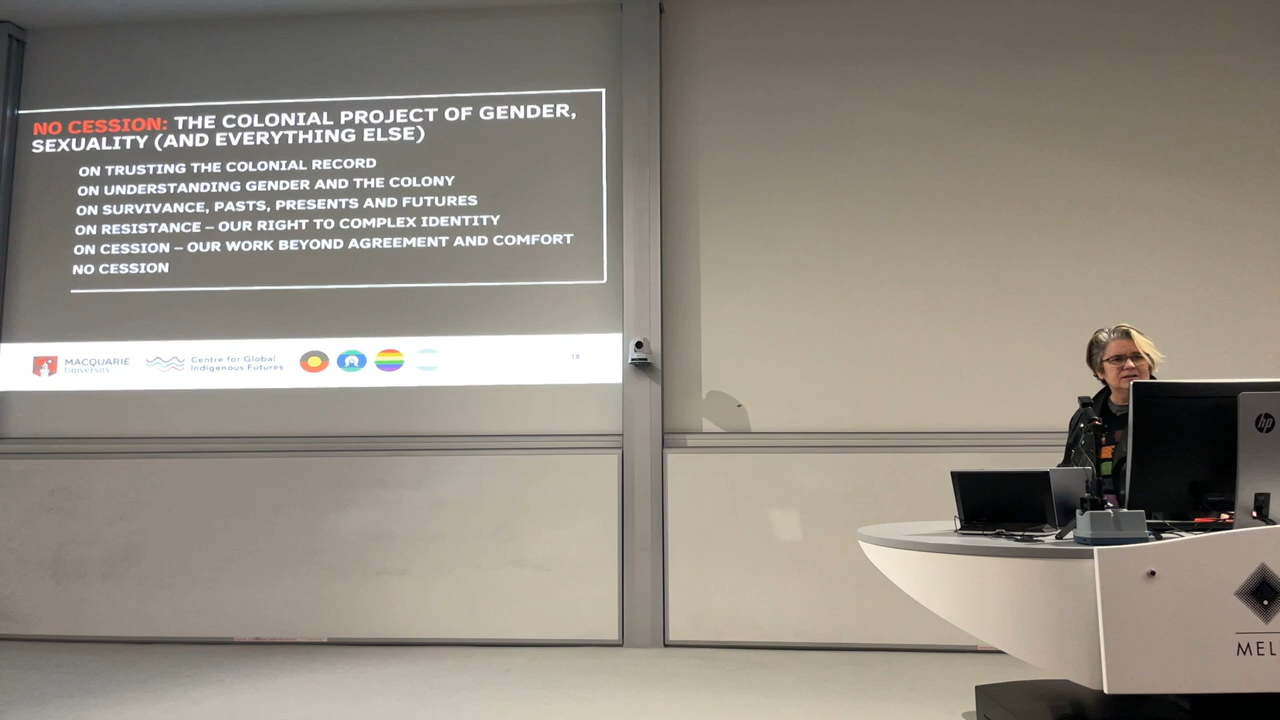 NO CESSION: THE COLONIAL PROJECT OF GENDER,
SEXUALITY (AND EVERYTHING ELSE)
ON TRUSTING THE COLONIAL RECORD
ON UNDERSTANDING GENDER AND THE COLONY
ON SURVIVANCE, PASTS, PRESENTS AND FUTURES
ON RESISTANCE – OUR RIGHT TO COMPLEX IDENTITY
ON CESSION – OUR WORK BEYOND AGREEMENT AND COMFORT
NO CESSION
MACQUARIE
University
Centre for Global
Indigenous Futures
18
hp
MEL